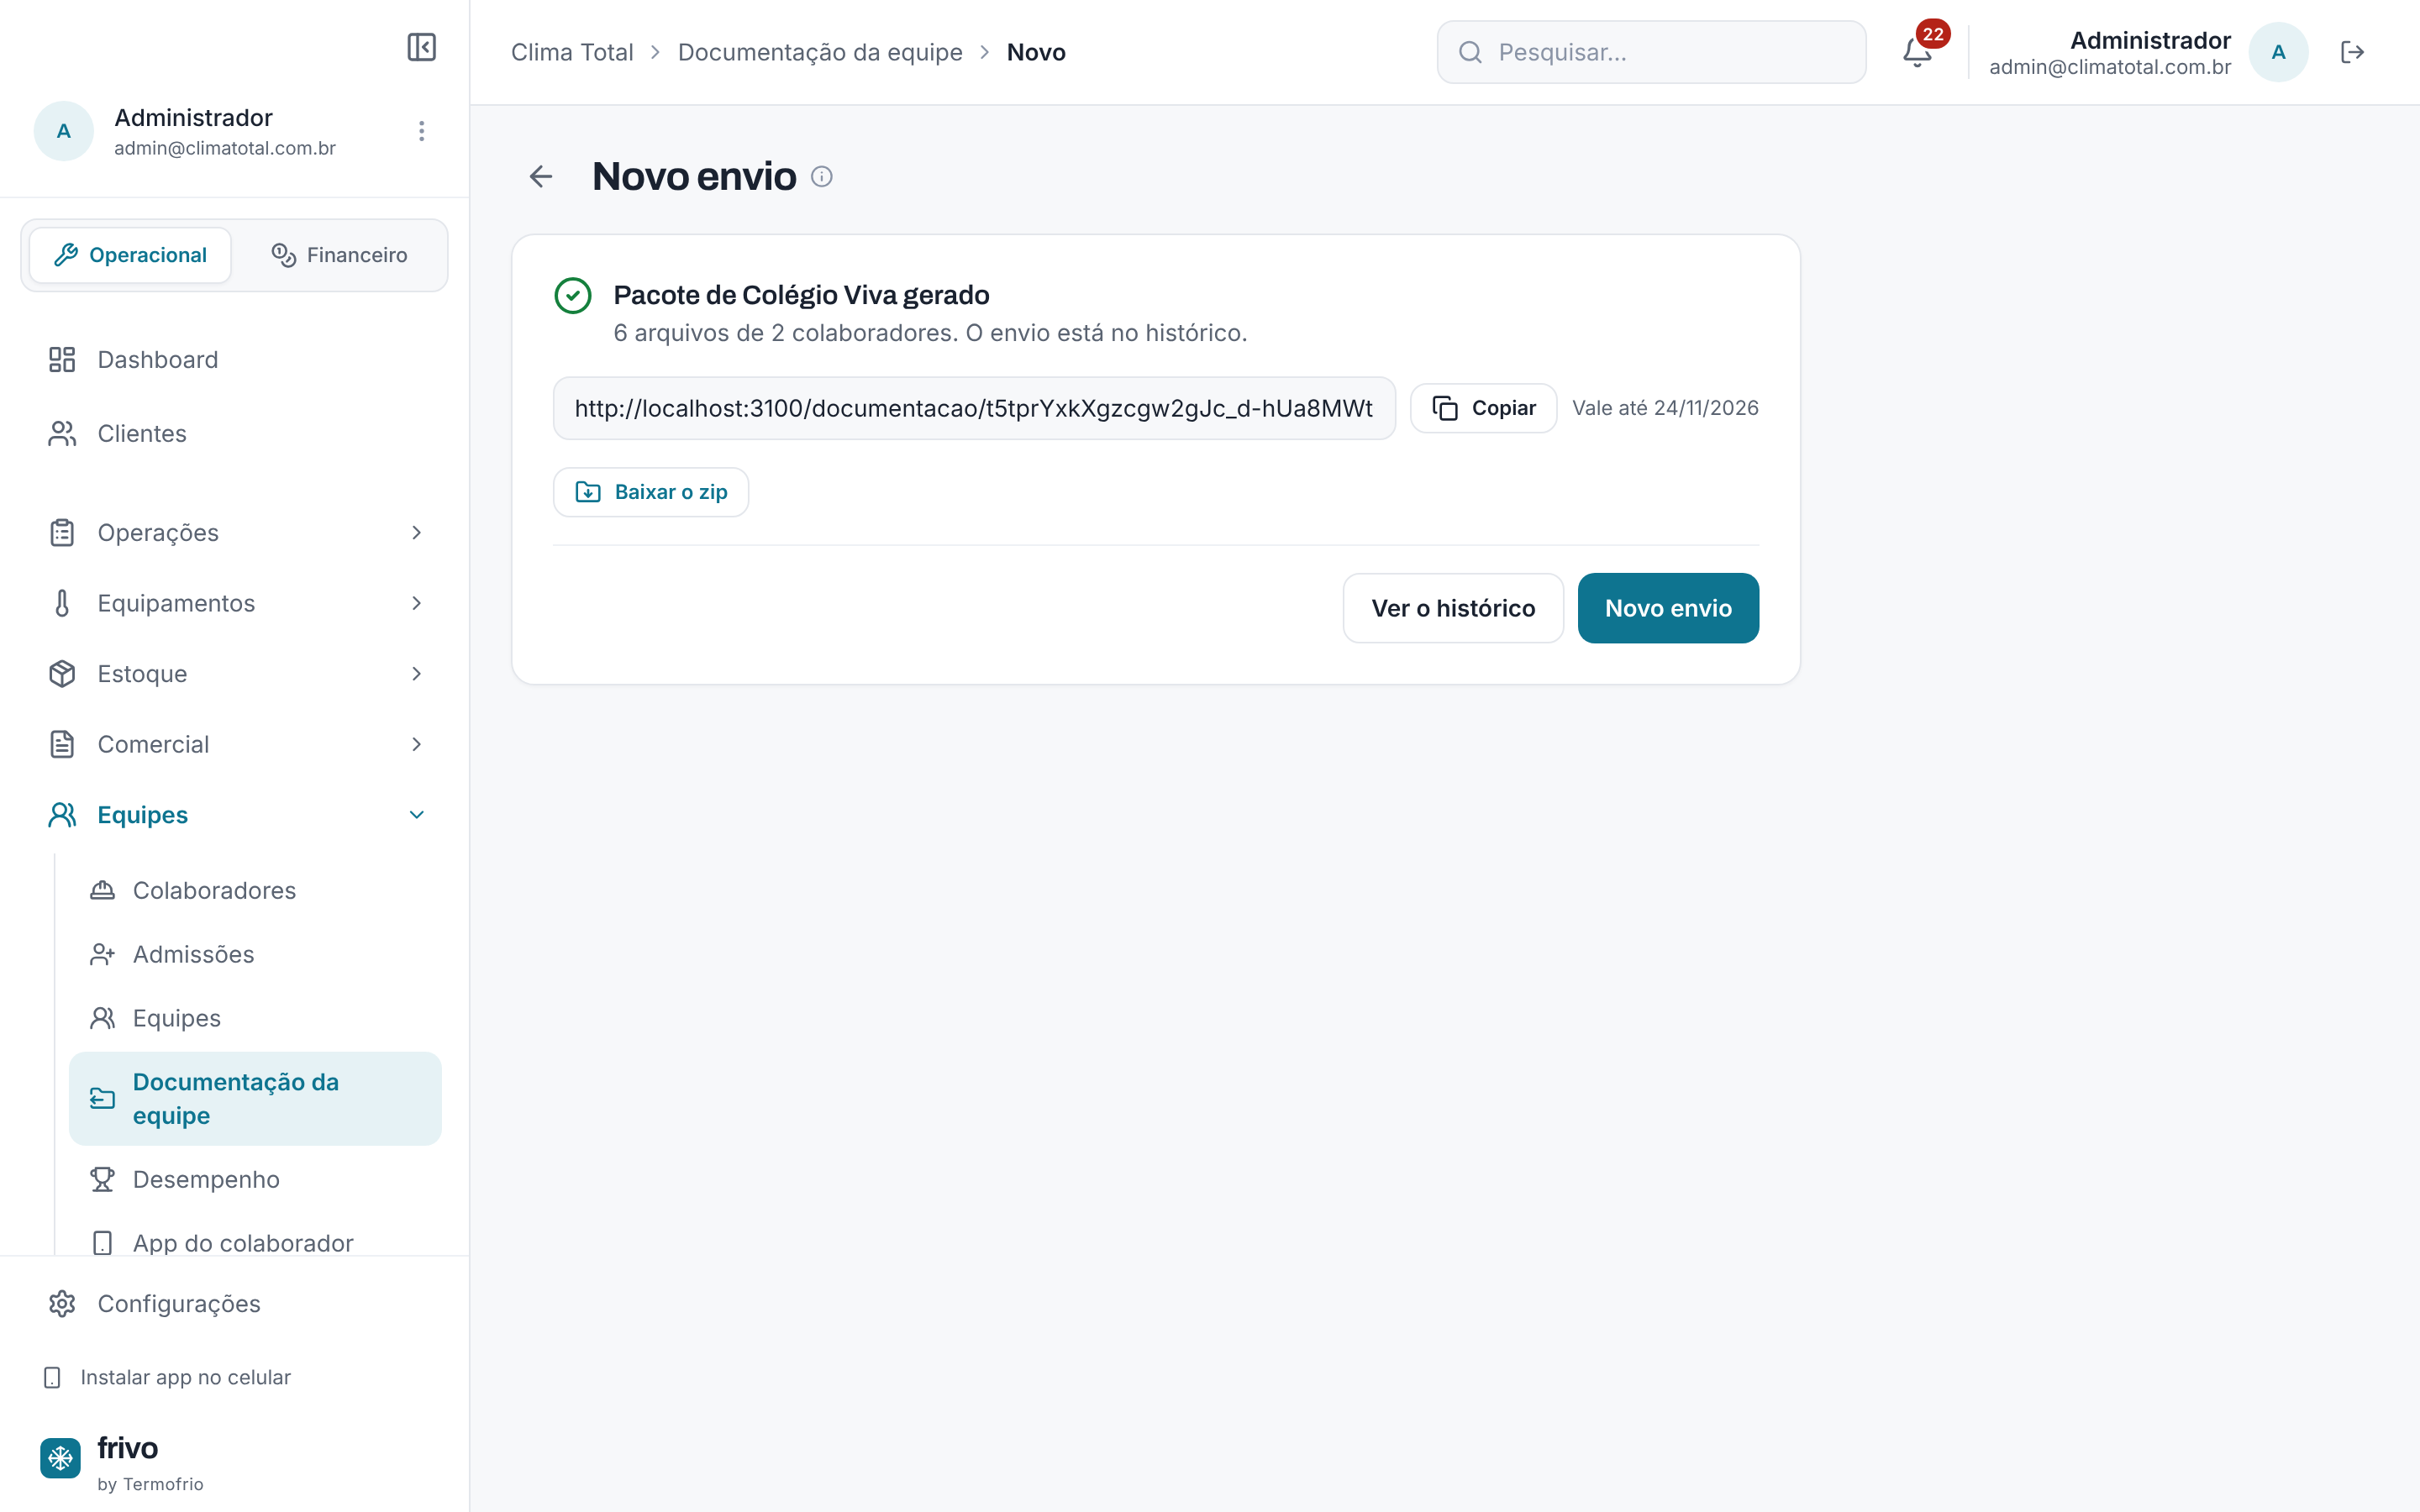 Administrador
admin@climatotal.com.br
A
Operacional
Financeiro
Dashboard
Clientes
Operações
Equipamentos
Estoque
Comercial
Equipes
Colaboradores
Admissões
Equipes
Documentação da
equipe
Desempenho
App do colaborador
Configurações
Instalar app no celular
frivo
by Termofrio
Clima Total > Documentação da equipe > Novo
Pesquisar...
22
Administrador
admin@climatotal.com.br
A
Novo envio
Pacote de Colégio Viva gerado
6 arquivos de 2 colaboradores. O envio está no histórico.
http://localhost:3100/documentacao/t5tprYxkXgzcgw2gJc_d-hUa8MWt
Copiar
Vale até 24/11/2026
Baixar o zip
Ver o histórico
Novo envio